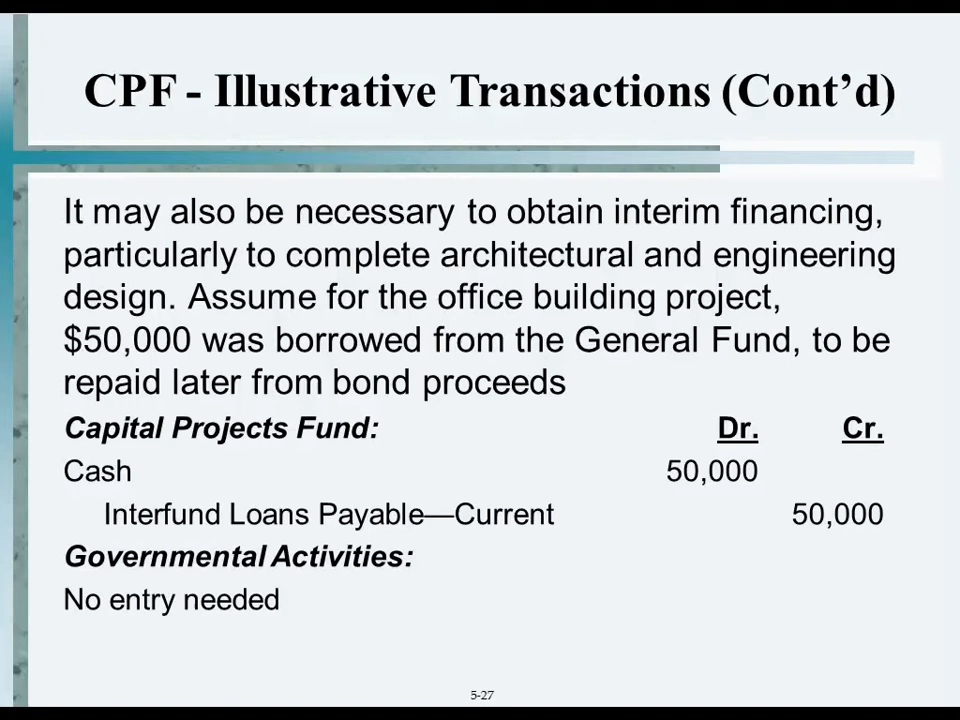 CPF - Illustrative Transactions (Cont’d)
It may also be necessary to obtain interim financing,
particularly to complete architectural and engineering
design. Assume for the office building project,
$50,000 was borrowed from the General Fund, to be
repaid later from bond proceeds
Capital Projects Fund: Dr. Cr.
Cash 50,000
Interfund Loans Payable—Current 50,000
Governmental Activities:
No entry needed
5-27